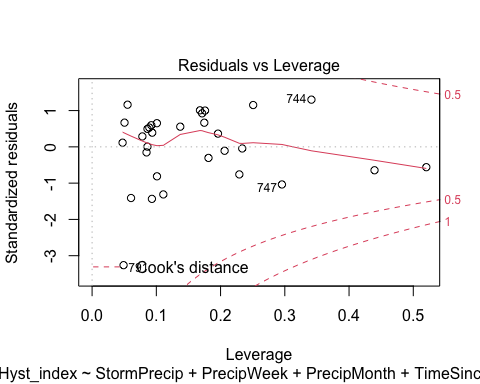 Residuals vs Leverage
Standardized residuals
1
0
-1
-2
-3
744
747
79
Cook's distance
0.5
0.5
1
0.0 0.1 0.2 0.3 0.4 0.5
Leverage
Hyst_index ~ StormPrecip + PrecipWeek + PrecipMonth + TimeSinc